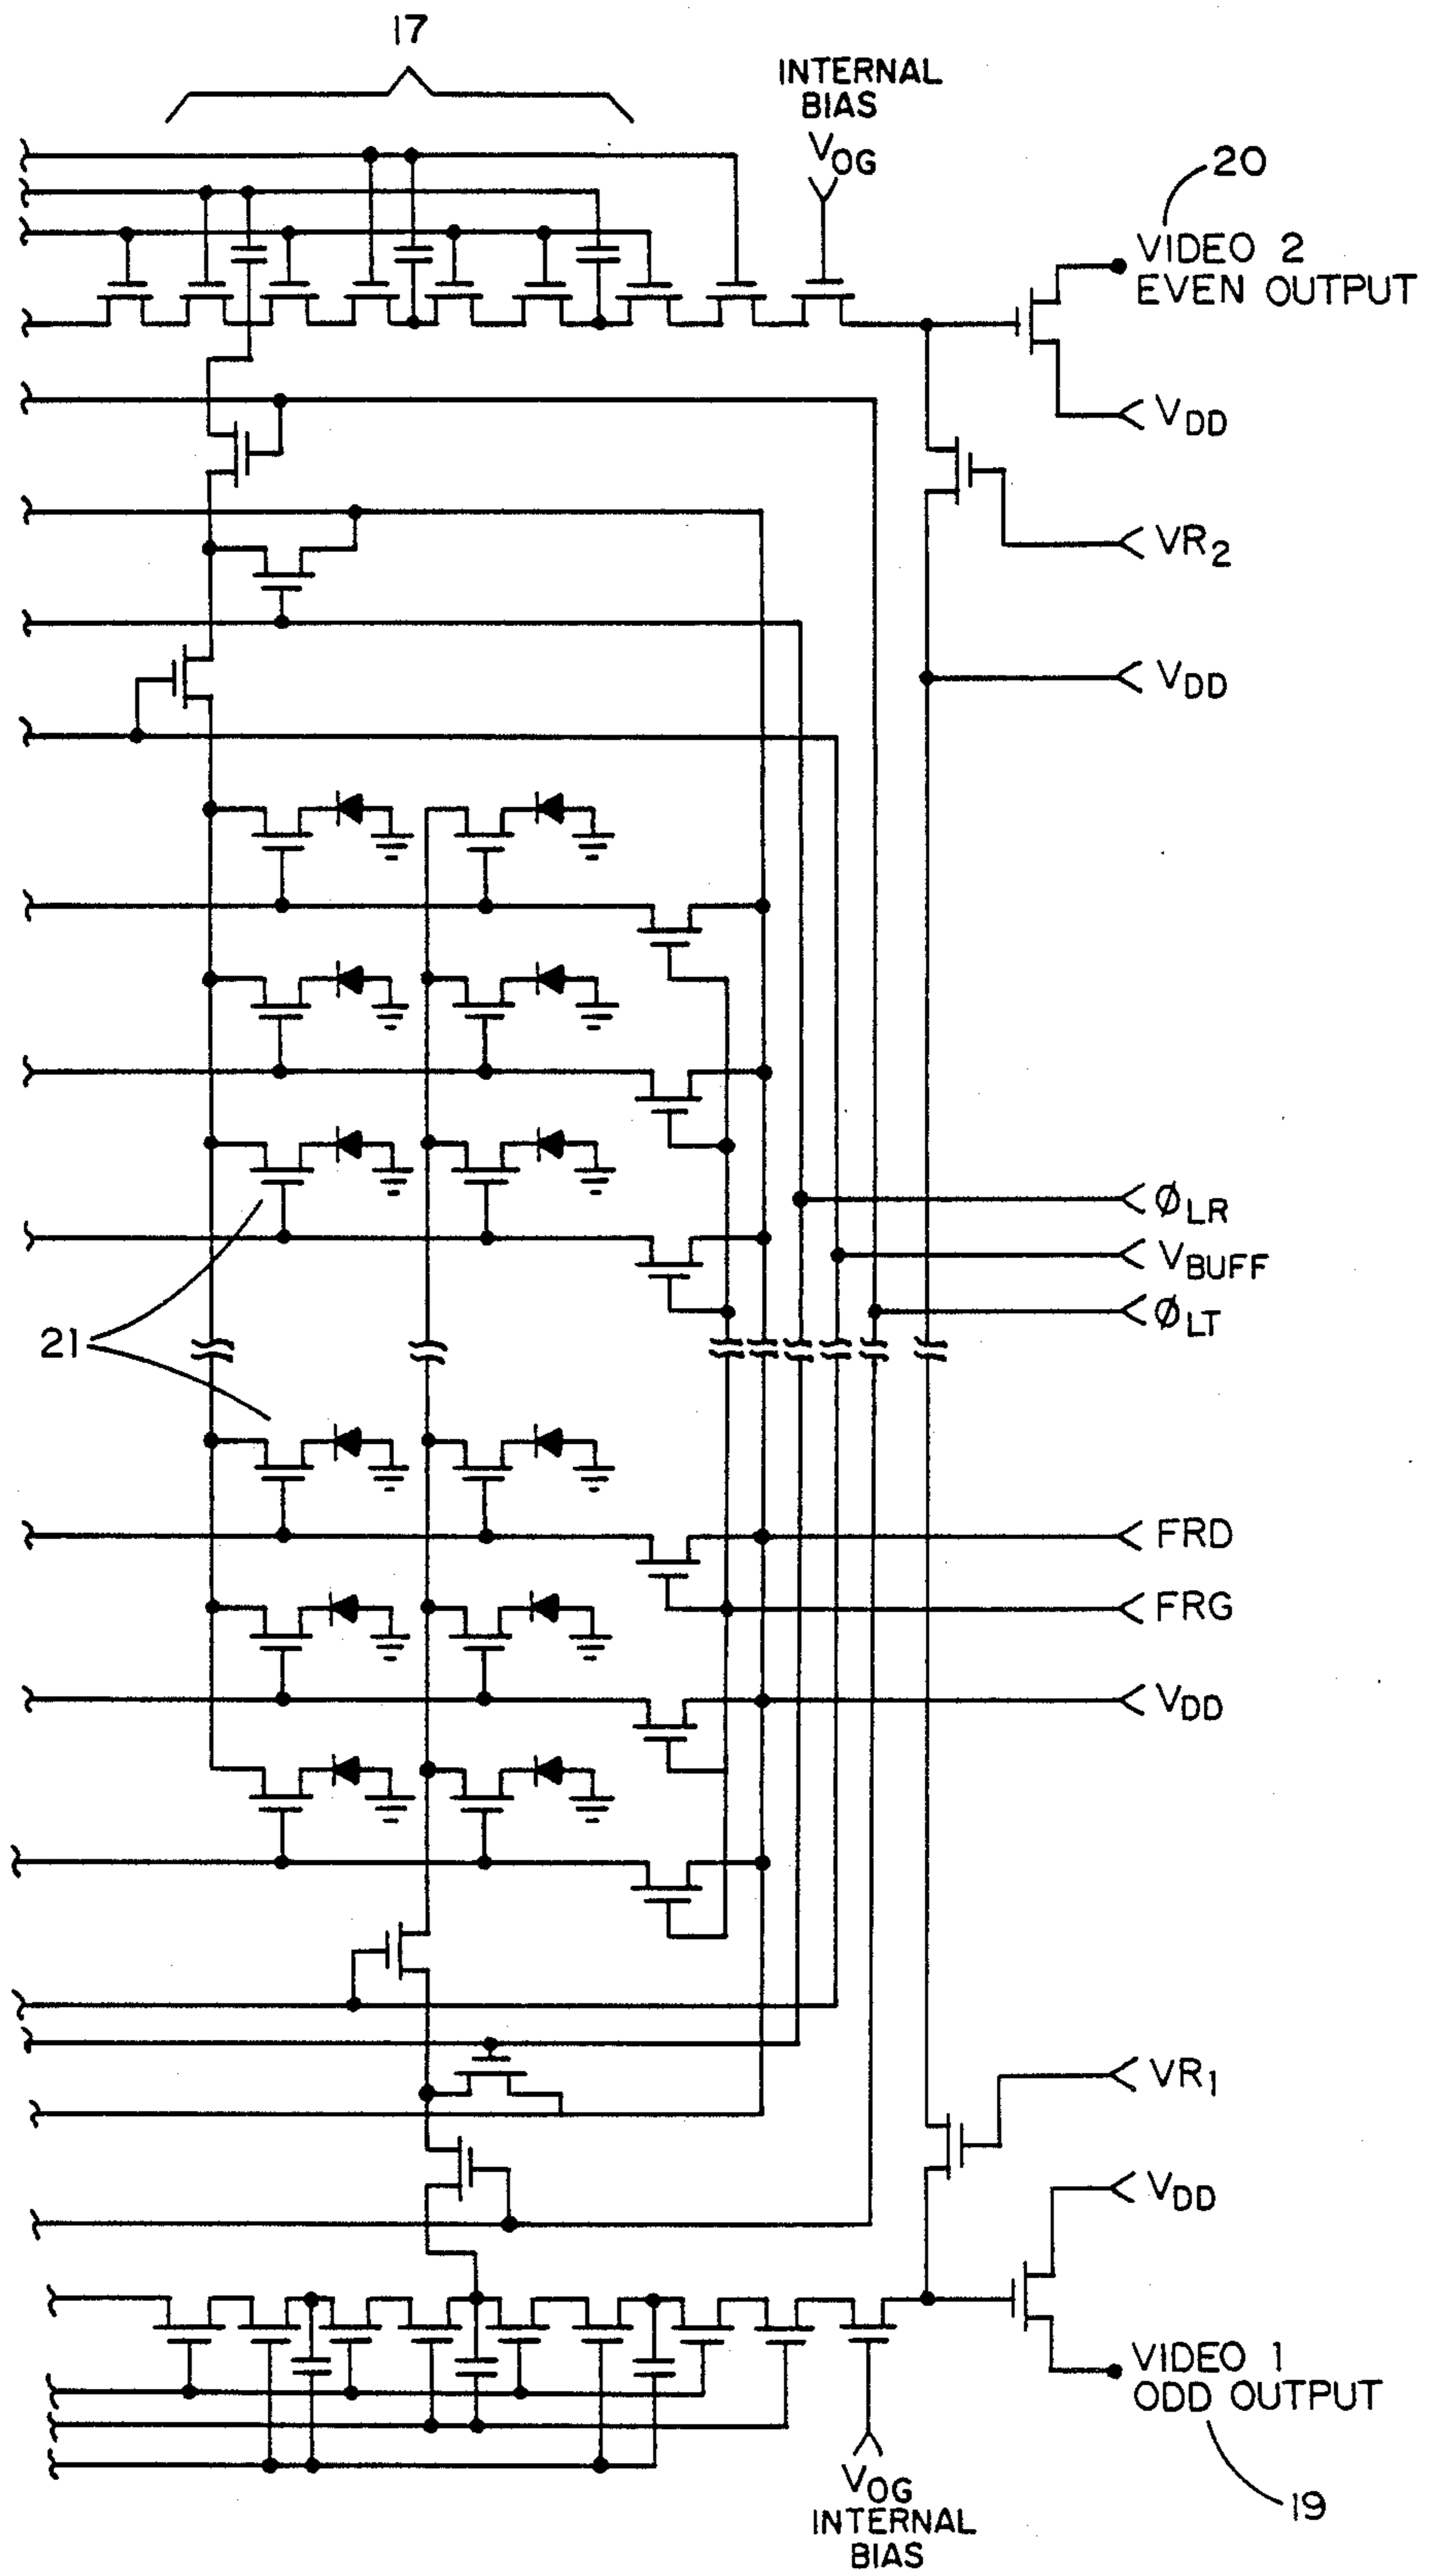 17
INTERNAL
BIAS
VOG
20
VIDEO 2
EVEN OUTPUT
VDD
VR2
VDD
ØLR
VBUFF
ØLT
21
FRD
FRG
VDD
VR1
VDD
VIDEO 1
ODD OUTPUT
VOG
INTERNAL
BIAS
19